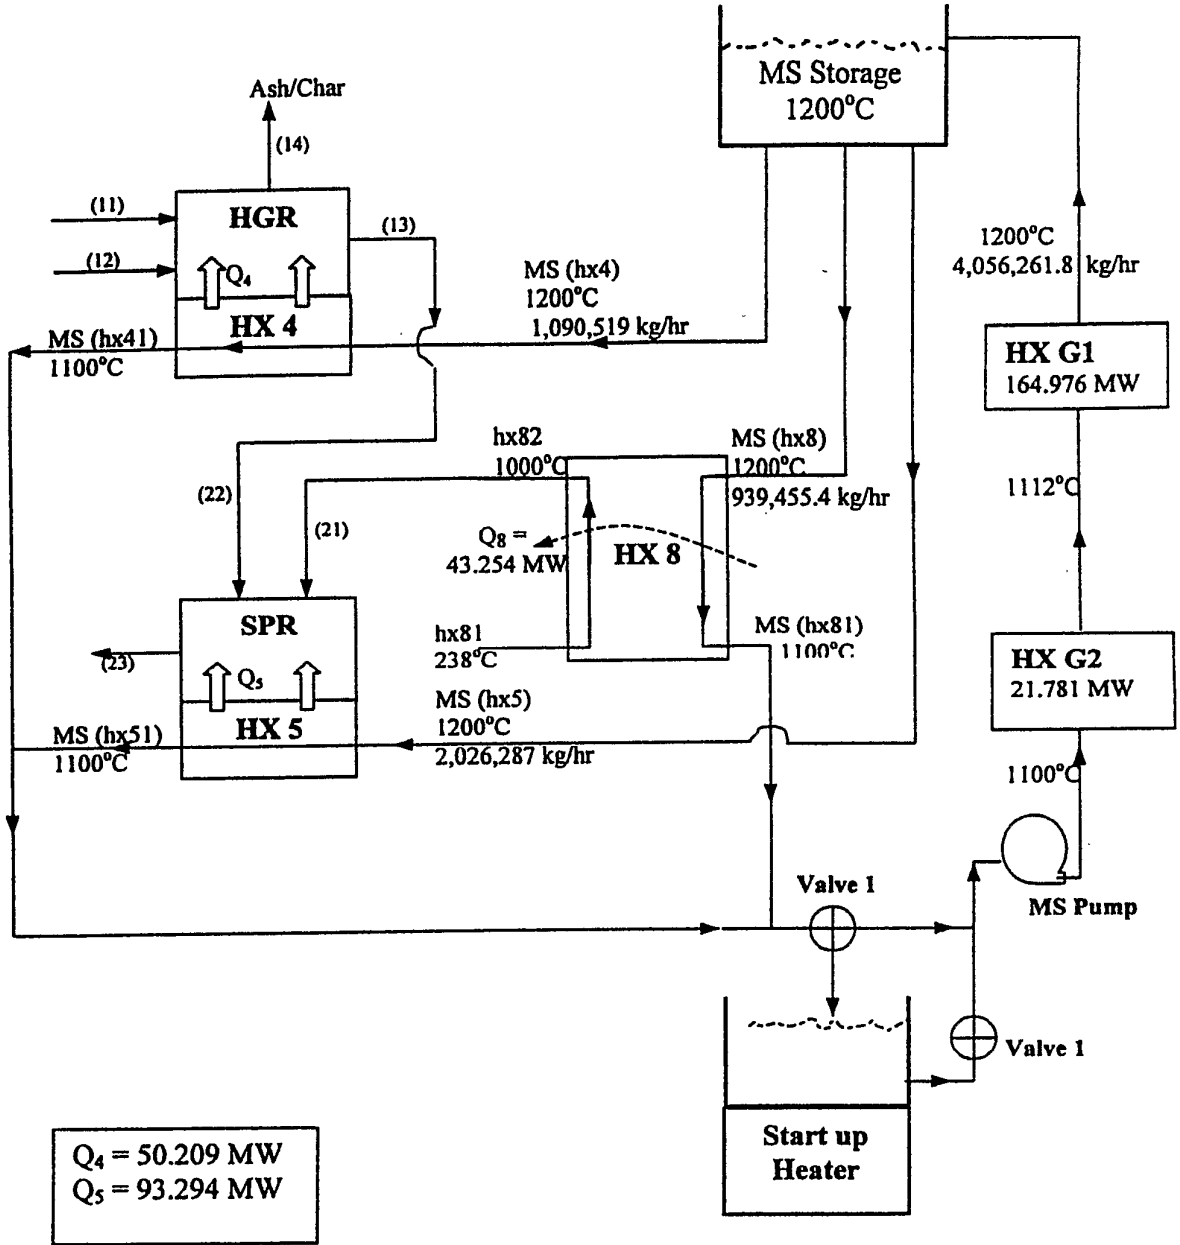 MS Storage
1200°C
Ash/Char
(14)
(11)
HGR
(13)
(12)
Q₄
HX 4
MS (hx41)
1100°C
MS (hx4)
1200°C
1,090,519 kg/hr
1200°C
4,056,261.8 kg/hr
HX G1
164.976 MW
1112°C
HX G2
21.781 MW
1100°C
hx82
1000°C
MS (hx8)
1200°C
939,455.4 kg/hr
(22)
(21)
Q₈ =
43.254 MW
HX 8
hx81
238°C
MS (hx81)
1100°C
SPR
(23)
Q₅
HX 5
MS (hx51)
1100°C
MS (hx5)
1200°C
2,026,287 kg/hr
Valve 1
MS Pump
Valve 1
Start up
Heater
Q₄ = 50.209 MW
Q₅ = 93.294 MW